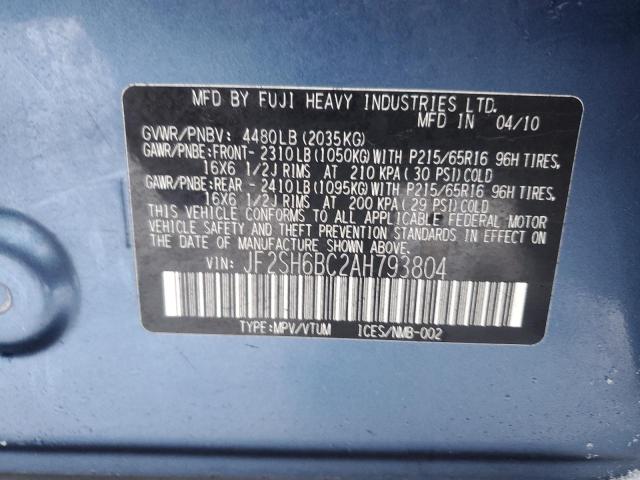 MFD BY FUJI HEAVY INDUSTRIES LTD.
MFD IN 04/10
GVWR/PNBV: 4480LB (2035KG)
GAWR/PNBE:FRONT- 2310LB (1050KG) WITH P215/65R16 96H TIRES,
16X6 1/2J RIMS AT 210 KPA (30 PSI) COLD
GAWR/PNBE:REAR - 2410LB (1095KG) WITH P215/65R16 96H TIRES,
16X6 1/2J RIMS AT 200 KPA (29 PSI) COLD
THIS VEHICLE CONFORMS TO ALL APPLICABLE FEDERAL MOTOR
VEHICLE SAFETY AND THEFT PREVENTION STANDARDS IN EFFECT
ON THE DATE OF MANUFACTURE SHOWN ABOVE.
VIN: JF2SH6BC2AH793804
TYPE:MPV/VTUM ICES/NMB-002